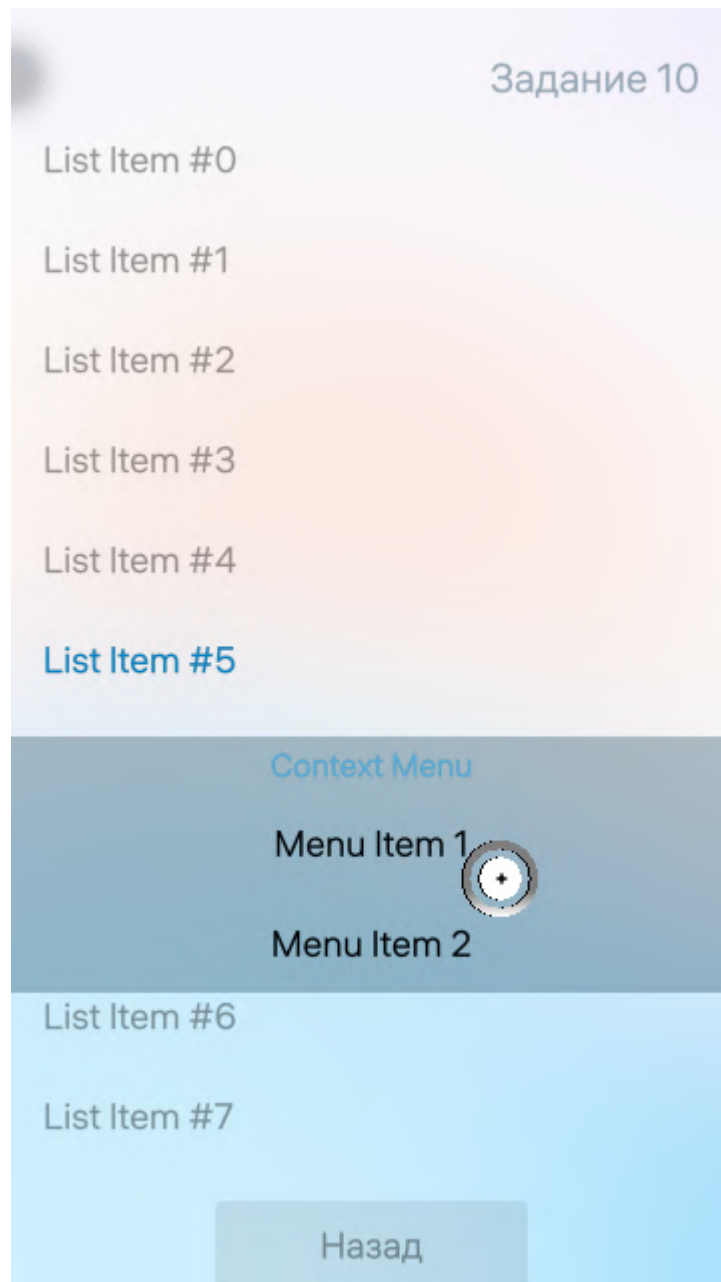 Задание 10
List Item #0
List Item #1
List Item #2
List Item #3
List Item #4
List Item #5
Context Menu
Menu Item 1
Menu Item 2
List Item #6
List Item #7
Назад